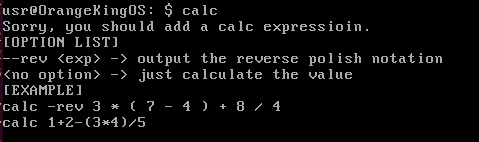 usr@OrangeKingOS: $ calc
Sorry, you should add a calc expressioin.
[OPTION LIST]
--rev <exp> -> output the reverse polish notation
<no option> -> just calculate the value
[EXAMPLE]
calc -rev 3 * ( 7 - 4 ) + 8 / 4
calc 1+2-(3*4)/5